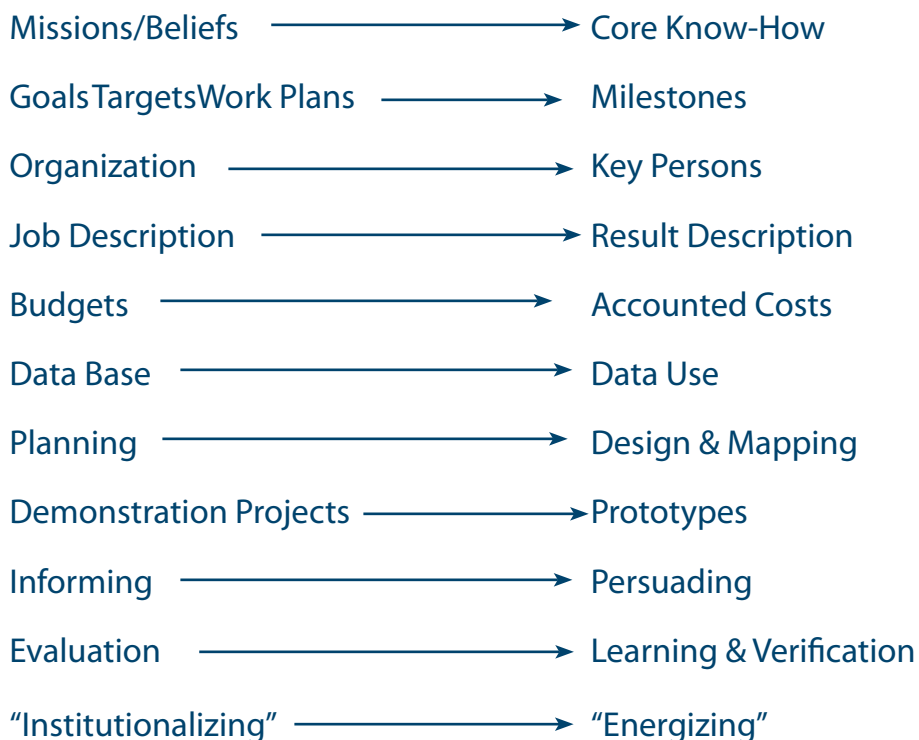 Missions/Beliefs Core Know-How
GoalsTargetsWork Plans Milestones
Organization Key Persons
Job Description Result Description
Budgets Accounted Costs
Data Base Data Use
Planning Design & Mapping
Demonstration Projects Prototypes
Informing Persuading
Evaluation Learning & Verification
“Institutionalizing” “Energizing”